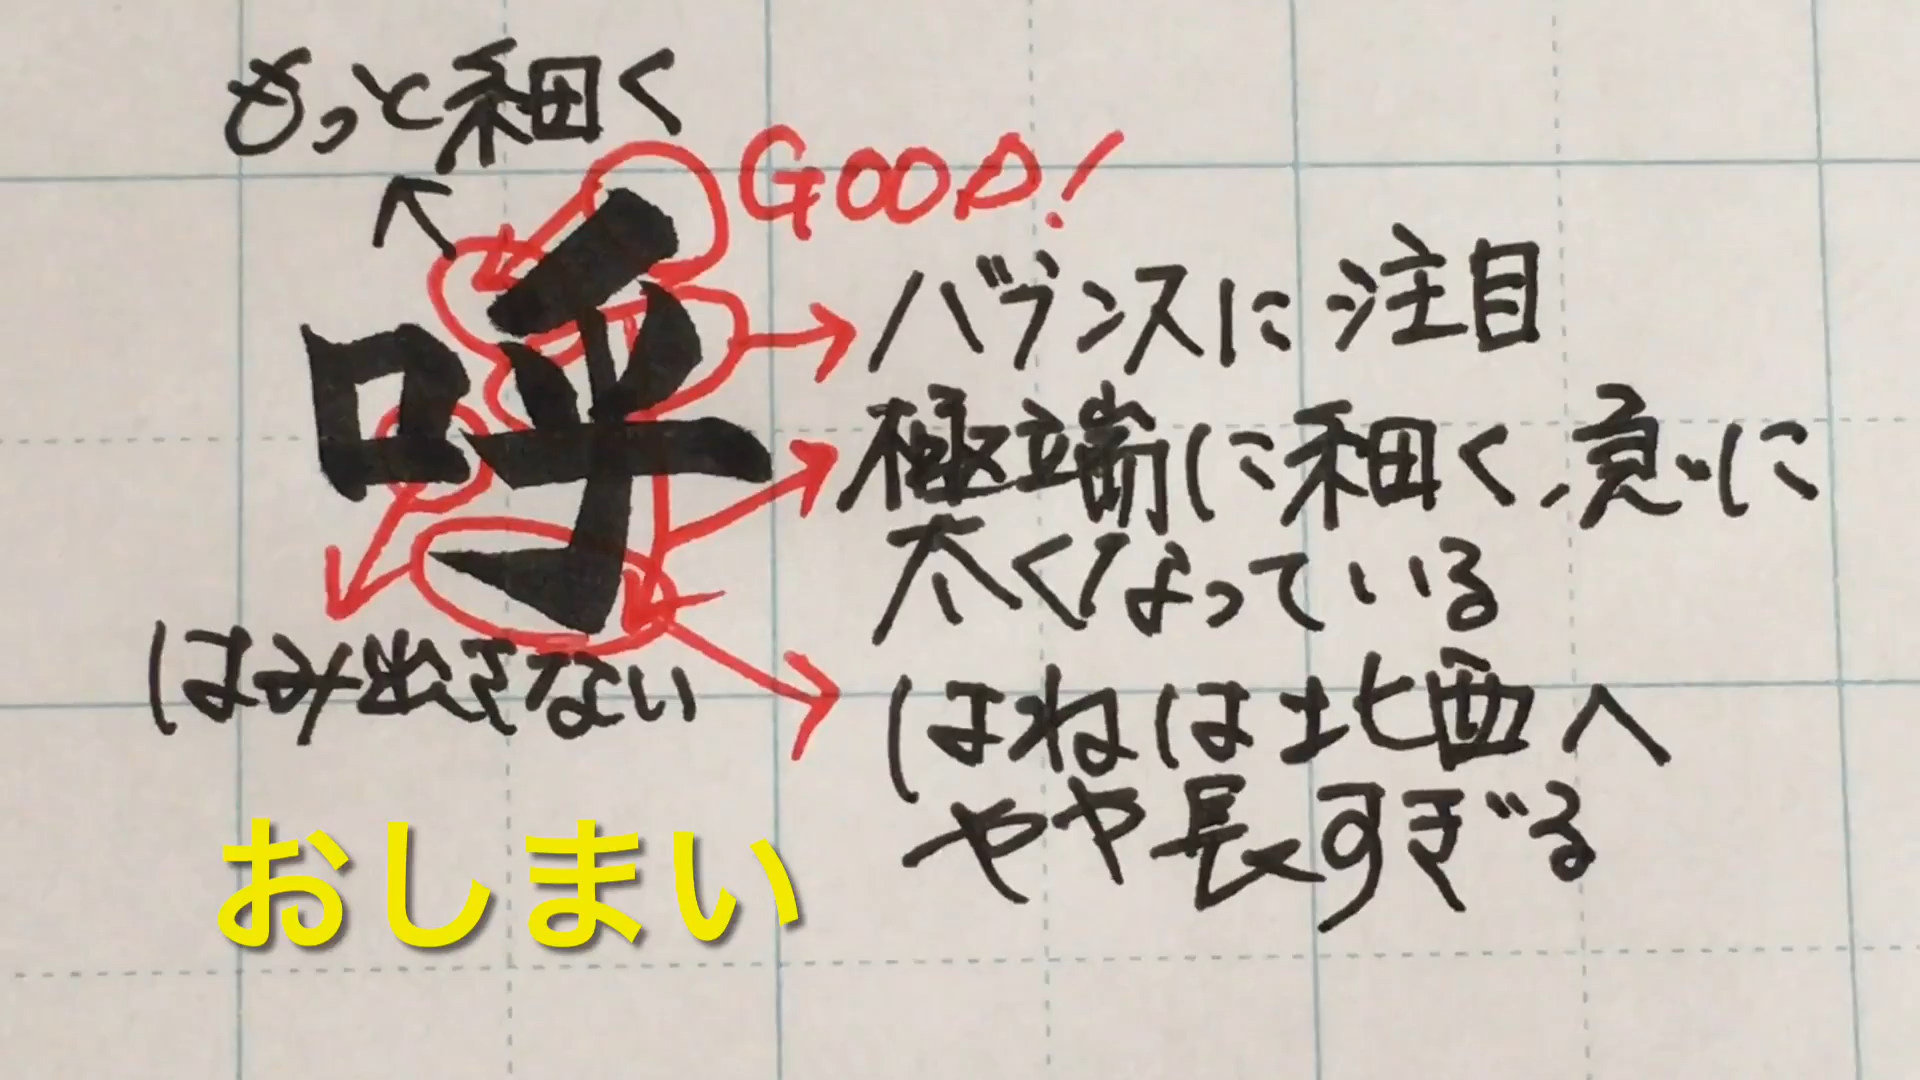 もっと細く
GOOD!
呼
バランスに注目
極端に細く、急に
太くなっている
はみ出さない
はねは北西へ
やや長すぎる
おしまい